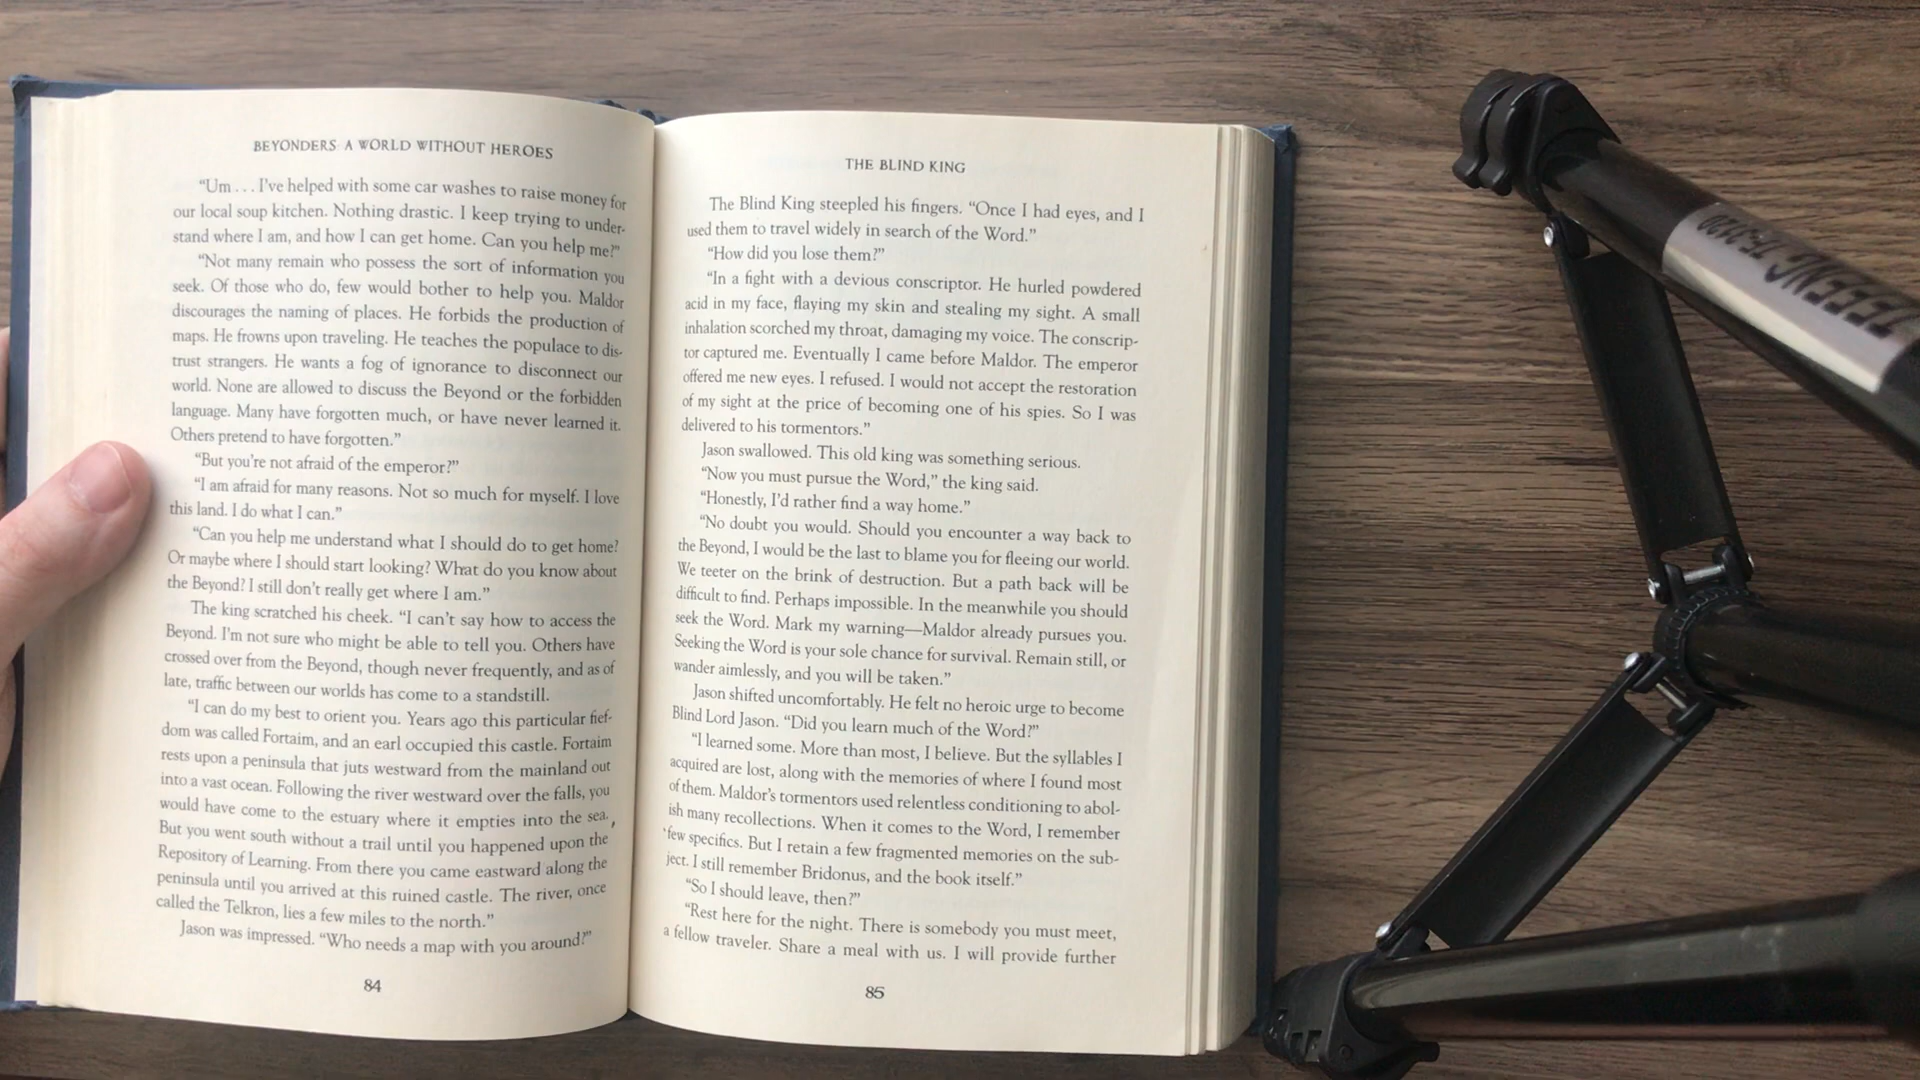 BEYONDERS A WORLD WITHOUT HEROES
“Um . . . I’ve helped with some car washes to raise money for
our local soup kitchen. Nothing drastic. I keep trying to under-
stand where I am, and how I can get home. Can you help me?”
“Not many remain who possess the sort of information you
seek. Of those who do, few would bother to help you. Maldor
discourages the naming of places. He forbids the production of
maps. He frowns upon traveling. He teaches the populace to dis-
trust strangers. He wants a fog of ignorance to disconnect our
world. None are allowed to discuss the Beyond or the forbidden
language. Many have forgotten much, or have never learned it.
Others pretend to have forgotten.”
“But you’re not afraid of the emperor?”
“I am afraid for many reasons. Not so much for myself. I love
this land. I do what I can.”
“Can you help me understand what I should do to get home?
Or maybe where I should start looking? What do you know about
the Beyond? I still don’t really get where I am.”
The king scratched his cheek. “I can’t say how to access the
Beyond. I’m not sure who might be able to tell you. Others have
crossed over from the Beyond, though never frequently, and as of
late, traffic between our worlds has come to a standstill.
“I can do my best to orient you. Years ago this particular fief-
dom was called Fortaim, and an earl occupied this castle. Fortaim
rests upon a peninsula that juts westward from the mainland out
into a vast ocean. Following the river westward over the falls, you
would have come to the estuary where it empties into the sea.
But you went south without a trail until you happened upon the
Repository of Learning. From there you came eastward along the
peninsula until you arrived at this ruined castle. The river, once
called the Telkron, lies a few miles to the north.”
Jason was impressed. “Who needs a map with you around?”
84
THE BLIND KING
The Blind King steepled his fingers. “Once I had eyes, and I
used them to travel widely in search of the Word.”
“How did you lose them?”
“In a fight with a devious conscriptor. He hurled powdered
acid in my face, flaying my skin and stealing my sight. A small
inhalation scorched my throat, damaging my voice. The conscrip-
tor captured me. Eventually I came before Maldor. The emperor
offered me new eyes. I refused. I would not accept the restoration
of my sight at the price of becoming one of his spies. So I was
delivered to his tormentors.”
Jason swallowed. This old king was something serious.
“Now you must pursue the Word,” the king said.
“Honestly, I’d rather find a way home.”
“No doubt you would. Should you encounter a way back to
the Beyond, I would be the last to blame you for fleeing our world.
We teeter on the brink of destruction. But a path back will be
difficult to find. Perhaps impossible. In the meanwhile you should
seek the Word. Mark my warning—Maldor already pursues you.
Seeking the Word is your sole chance for survival. Remain still, or
wander aimlessly, and you will be taken.”
Jason shifted uncomfortably. He felt no heroic urge to become
Blind Lord Jason. “Did you learn much of the Word?”
“I learned some. More than most, I believe. But the syllables I
acquired are lost, along with the memories of where I found most
of them. Maldor’s tormentors used relentless conditioning to abol-
ish many recollections. When it comes to the Word, I remember
few specifics. But I retain a few fragmented memories on the sub-
ject. I still remember Bridonus, and the book itself.”
“So I should leave, then?”
“Rest here for the night. There is somebody you must meet,
a fellow traveler. Share a meal with us. I will provide further
85